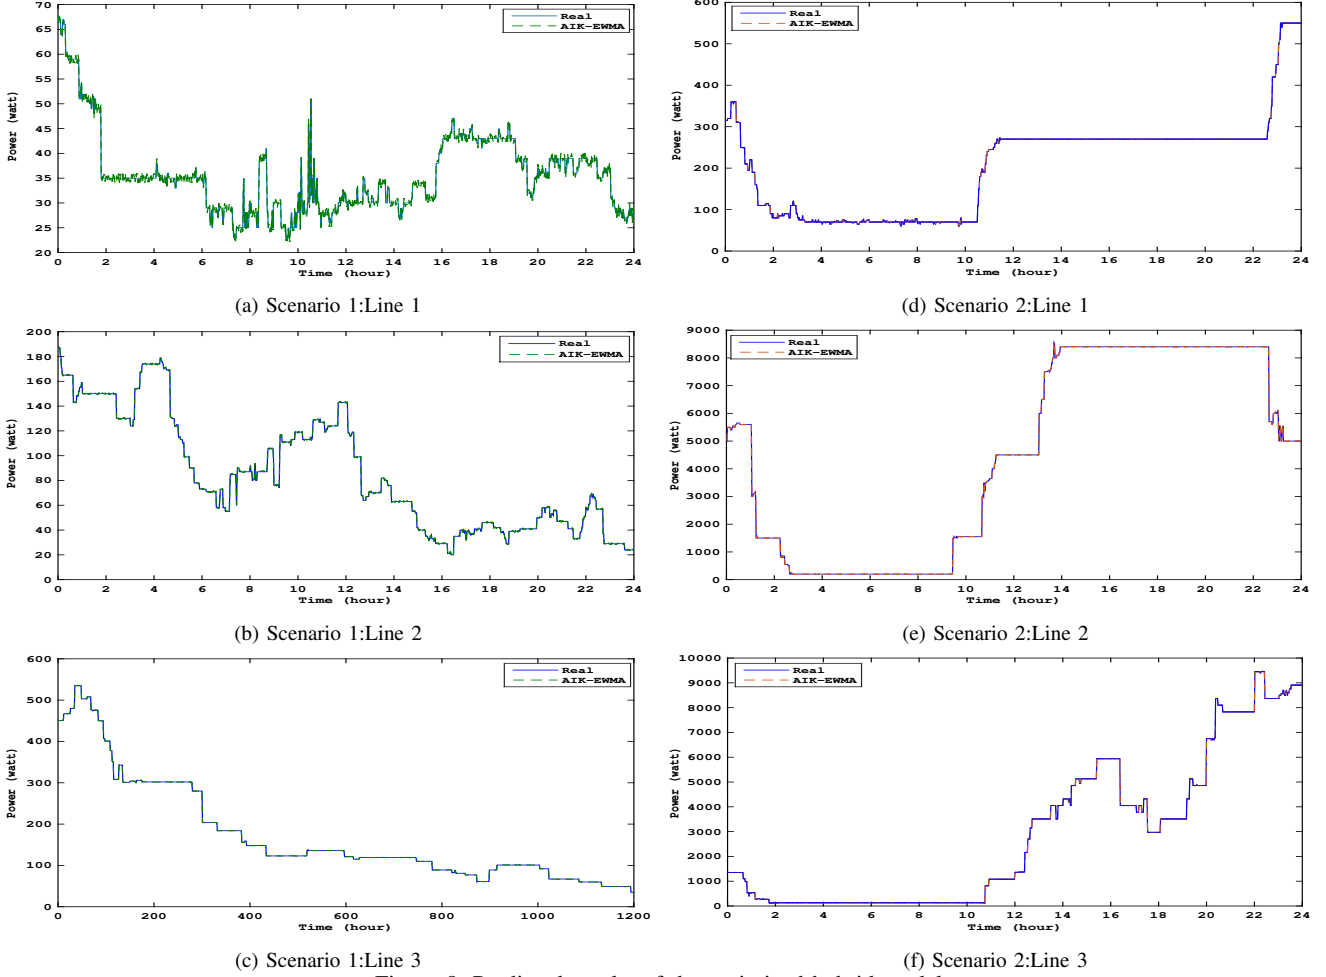 70
65
60
55
50
45
40
35
30
25
20
Power (watt)
Real
AIK-EWMA
0 2 4 6 8 10 12 14 16 18 20 22 24
Time (hour)
(a) Scenario 1:Line 1
600
500
400
300
200
100
0
Power (watt)
Real
AIK-EWMA
0 2 4 6 8 10 12 14 16 18 20 22 24
Time (hour)
(d) Scenario 2:Line 1
200
180
160
140
120
100
80
60
40
20
0
Power (watt)
Real
AIK-EWMA
0 2 4 6 8 10 12 14 16 18 20 22 24
Time (hour)
(b) Scenario 1:Line 2
9000
8000
7000
6000
5000
4000
3000
2000
1000
0
Power (watt)
Real
AIK-EWMA
0 2 4 6 8 10 12 14 16 18 20 22 24
Time (hour)
(e) Scenario 2:Line 2
600
500
400
300
200
100
0
Power (watt)
Real
AIK-EWMA
0 200 400 600 800 1000 1200
Time (hour)
(c) Scenario 1:Line 3
10000
9000
8000
7000
6000
5000
4000
3000
2000
1000
0
Power (watt)
Real
AIK-EWMA
0 2 4 6 8 10 12 14 16 18 20 22 24
Time (hour)
(f) Scenario 2:Line 3